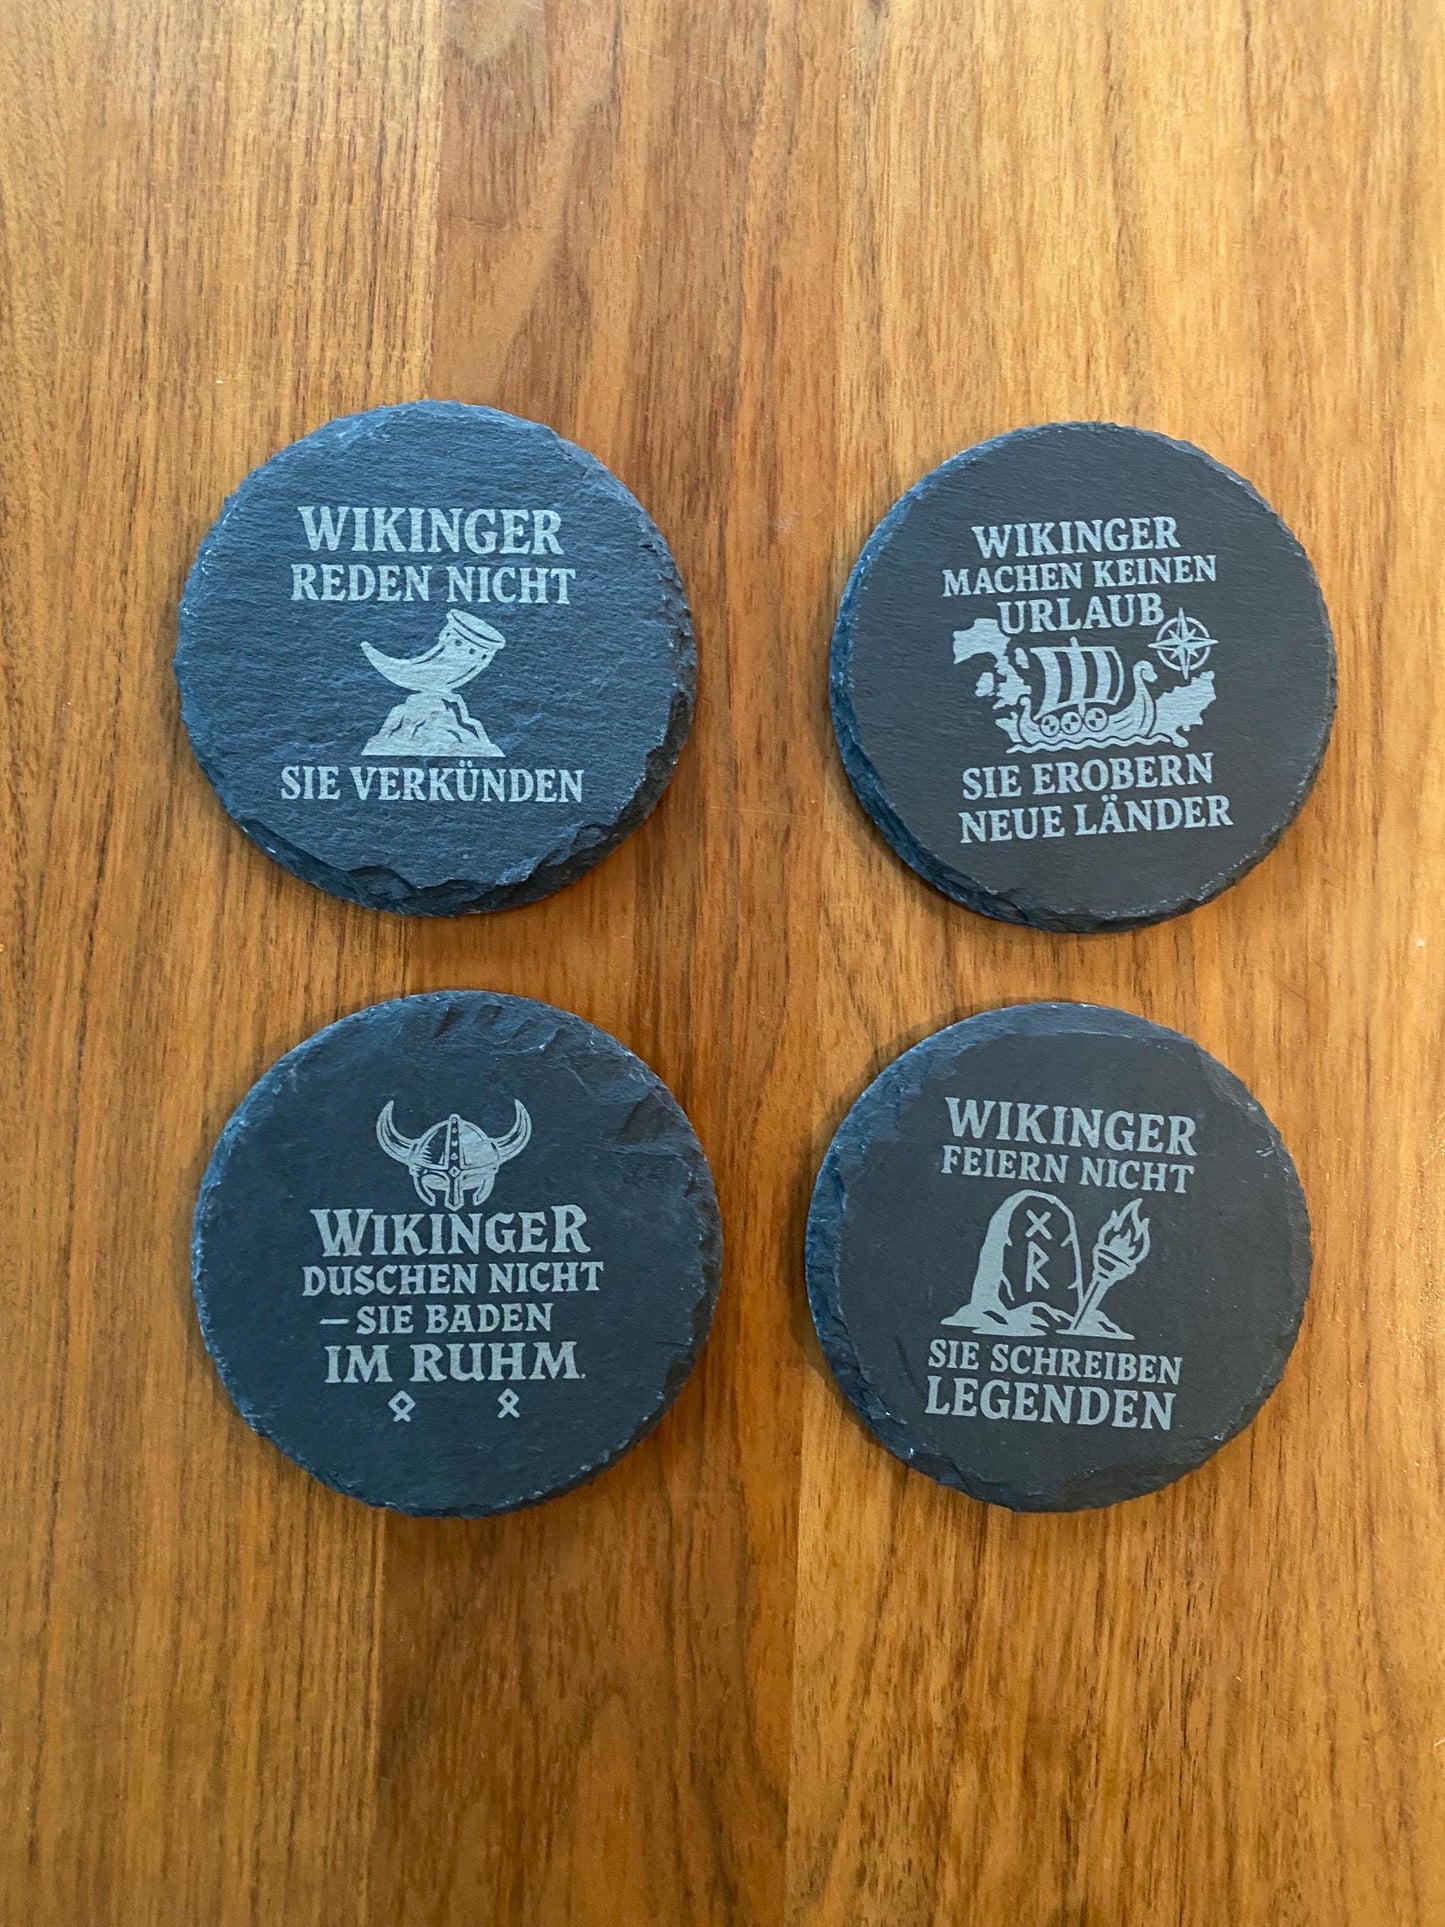 WIKINGER
REDEN NICHT
SIE VERKÜNDEN
WIKINGER
MACHEN KEINEN
URLAUB
SIE EROBERN
NEUE LÄNDER
WIKINGER
DUSCHEN NICHT
– SIE BADEN
IM RUHM.
ᛟ ᛟ
WIKINGER
FEIERN NICHT
ᛟ
ᚱ
SIE SCHREIBEN
LEGENDEN